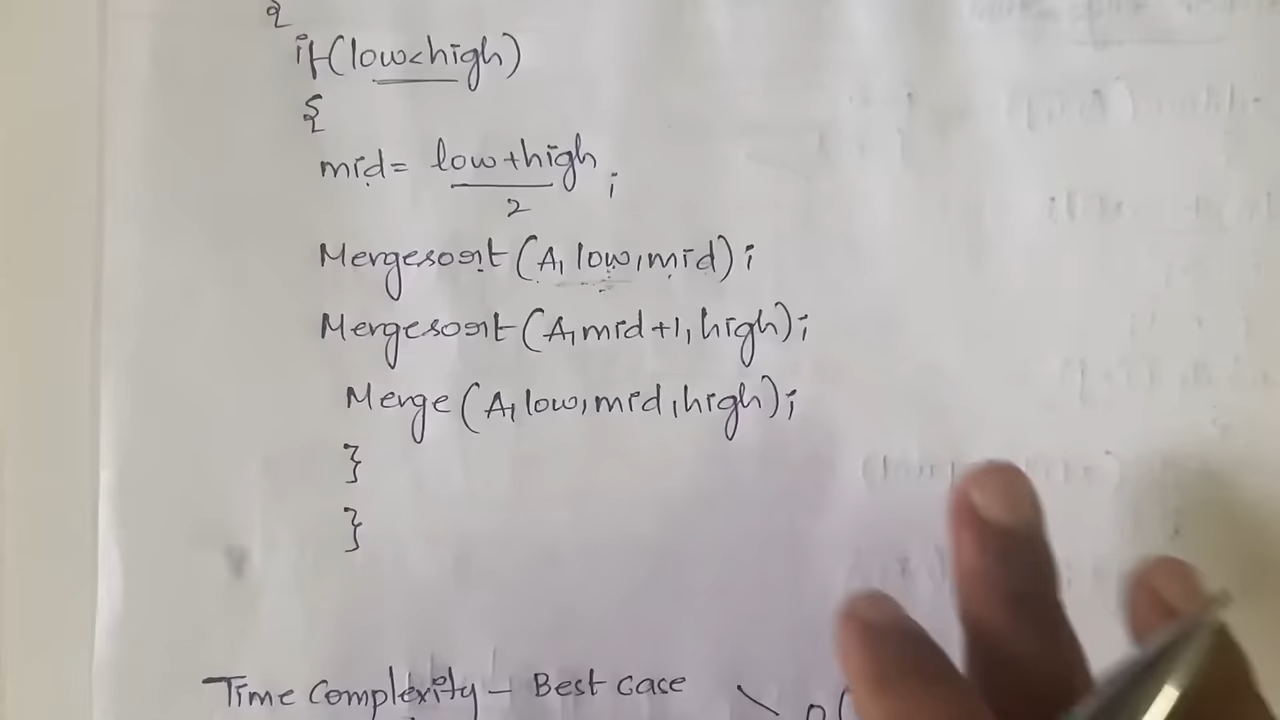 {
if(low<high)
{
mid= low+high
2 ;
Mergesort(A,low,mid);
Mergesort(A,mid+1,high);
Merge(A,low,mid,high);
}
}
Time complexity- Best case
O(